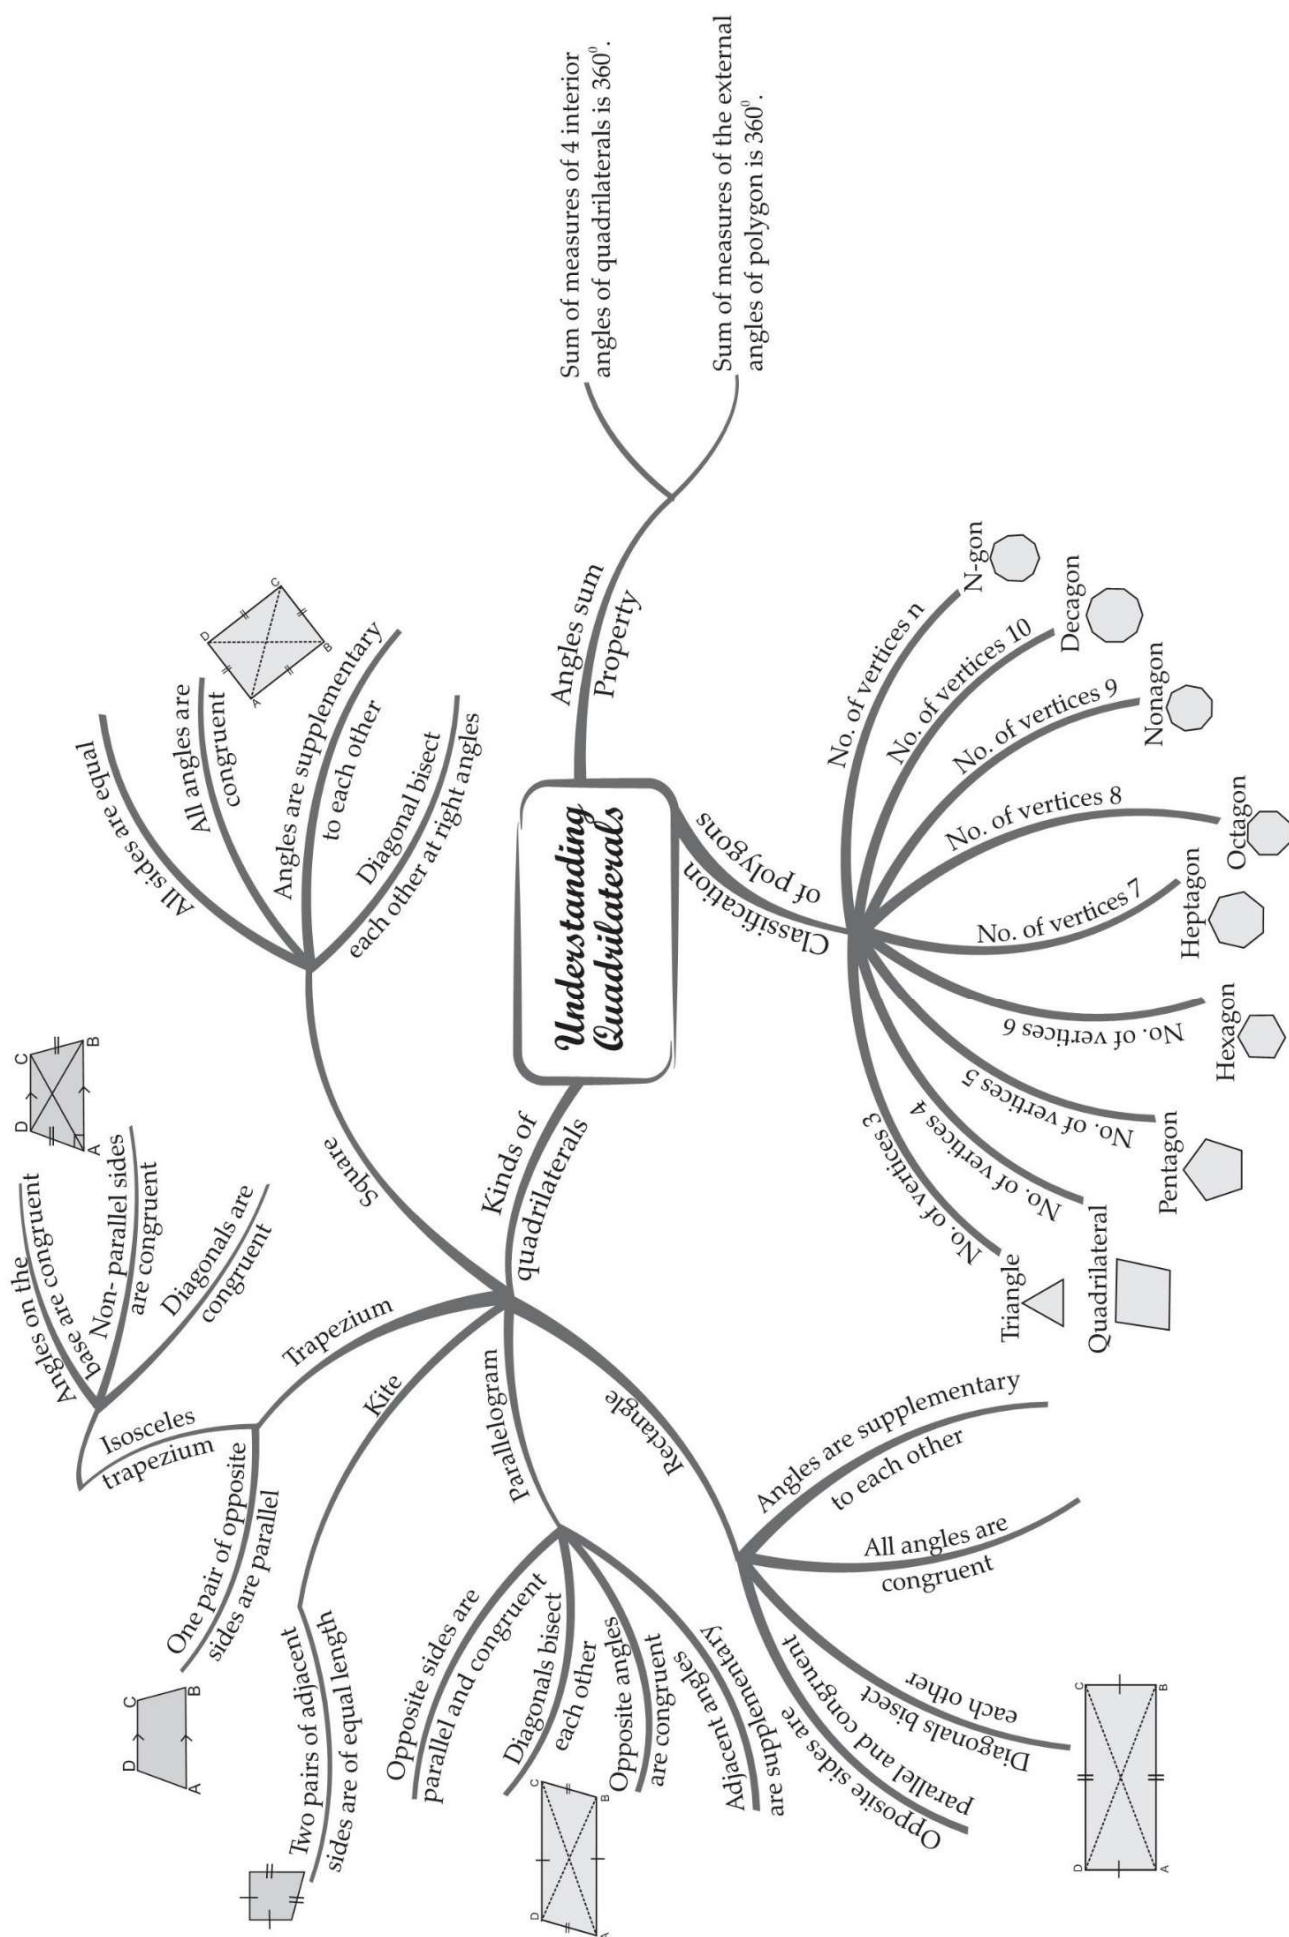 Understanding
Quadrilaterals
Angles sum
Property
Sum of measures of 4 interior
angles of quadrilaterals is 360⁰.
Sum of measures of the external
angles of polygon is 360⁰.
Classification
of polygons
No. of vertices n
N-gon
No. of vertices 10
Decagon
No. of vertices 9
Nonagon
No. of vertices 8
Octagon
No. of vertices 7
Heptagon
No. of vertices 6
Hexagon
No. of vertices 5
Pentagon
No. of vertices 4
Quadrilateral
No. of vertices 3
Triangle
Kinds of
quadrilaterals
Square
All sides are equal
All angles are
congruent
Angles are supplementary
to each other
Diagonal bisect
each other at right angles
D
C
A
B
Trapezium
Isosceles
trapezium
Angles on the
base are congruent
Non- parallel sides
are congruent
Diagonals are
congruent
D
C
A
B
One pair of opposite
sides are parallel
D
C
A
B
Kite
Two pairs of adjacent
sides are of equal length
Parallelogram
Opposite sides are
parallel and congruent
Diagonals bisect
each other
Opposite angles
are congruent
Adjacent angles
are supplementary
D
C
A
B
Rectangle
Angles are supplementary
to each other
All angles are
congruent
Diagonals bisect
each other
Opposite sides are
parallel and congruent
D
C
A
B